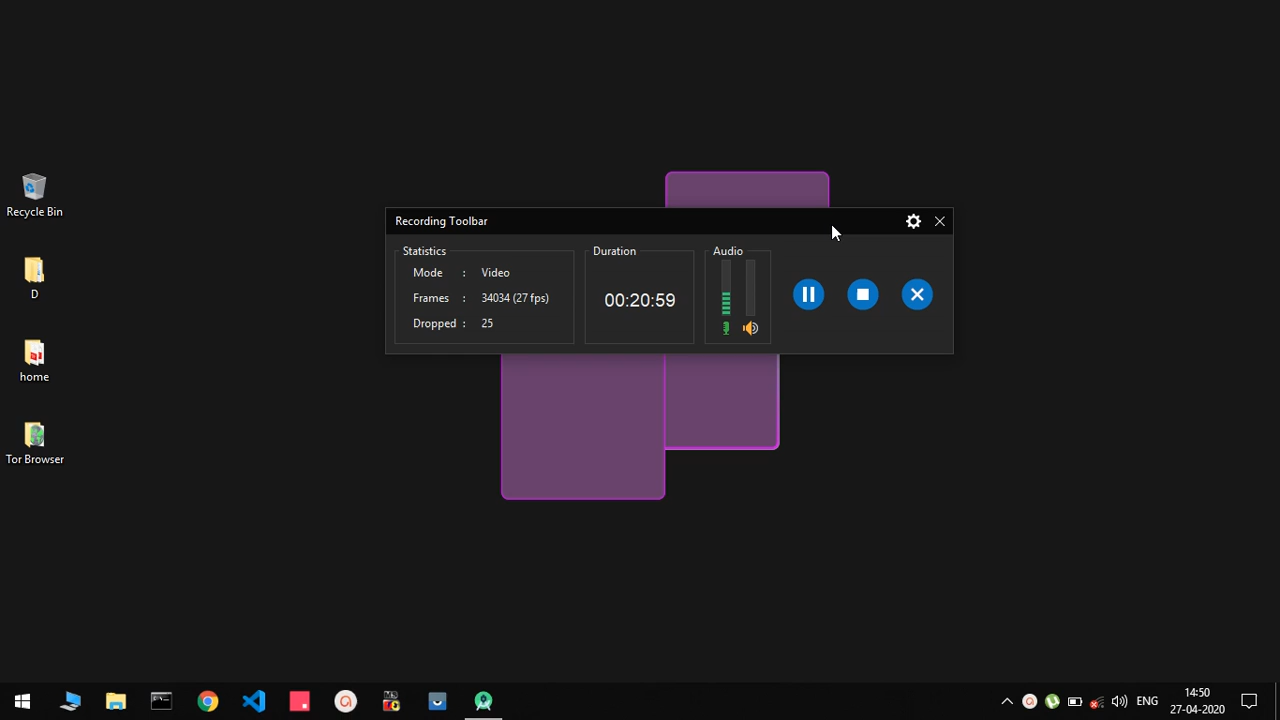 Recycle Bin
D
home
Tor Browser
Recording Toolbar
Statistics
Mode : Video
Frames : 34034 (27 fps)
Dropped : 25
Duration
00:20:59
Audio
ENG
14:50
27-04-2020